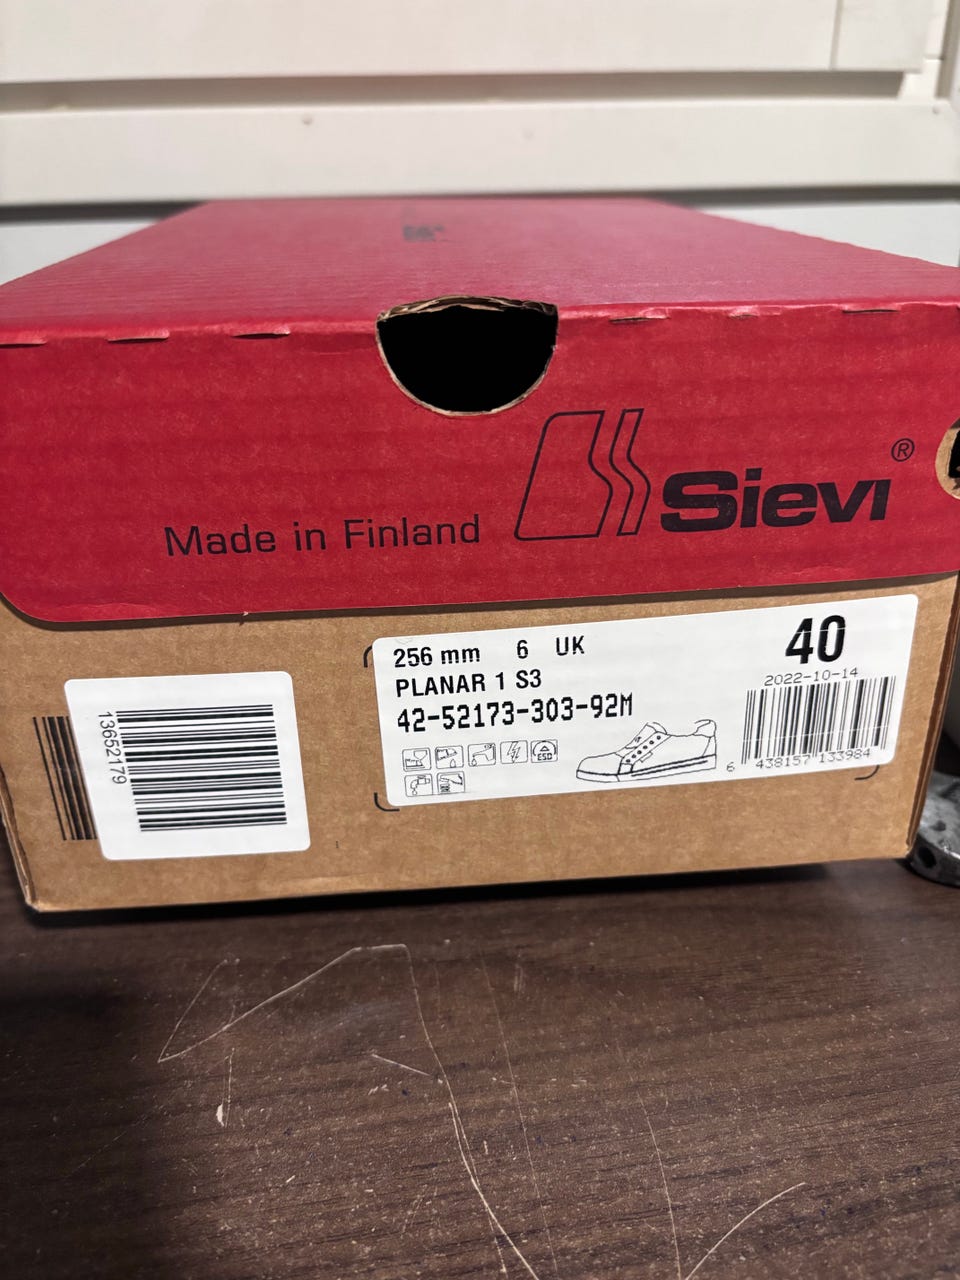 Made in Finland
Sievi®
256 mm 6 UK
40
PLANAR 1 S3
2022-10-14
42-52173-303-92M
ESD
6 438157 133984
13652179